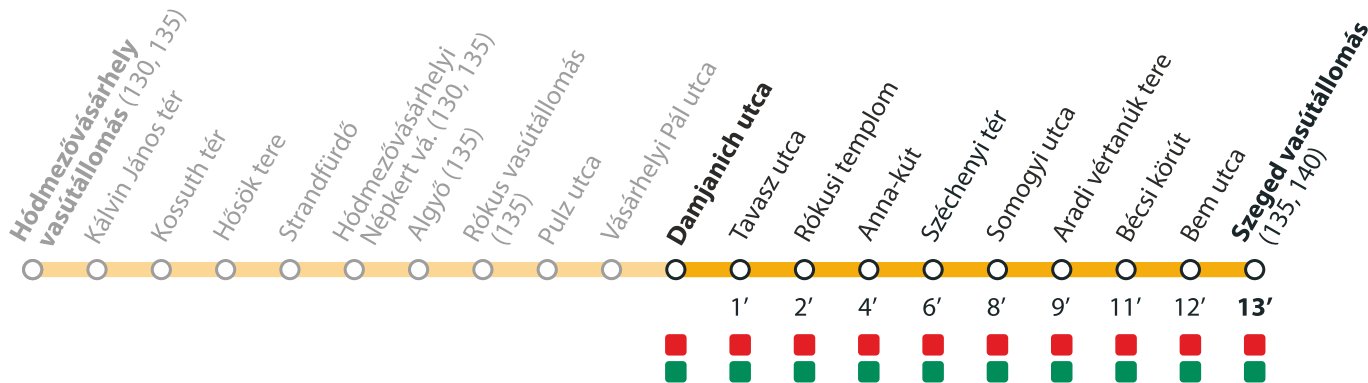 Hódmezővásárhely
vasútállomás (130, 135)
Kálvin János tér
Kossuth tér
Hősök tere
Strandfürdő
Hódmezővásárhelyi
Népkert vá. (130, 135)
Algyő (135)
Rókus vasútállomás
(135)
Pulz utca
Vásárhelyi Pál utca
Damjanich utca
Tavasz utca
Rókusi templom
Anna-kút
Széchenyi tér
Somogyi utca
Aradi vértanúk tere
Bécsi körút
Bem utca
Szeged vasútállomás
(135, 140)
1’ 2’ 4’ 6’ 8’ 9’ 11’ 12’ 13’